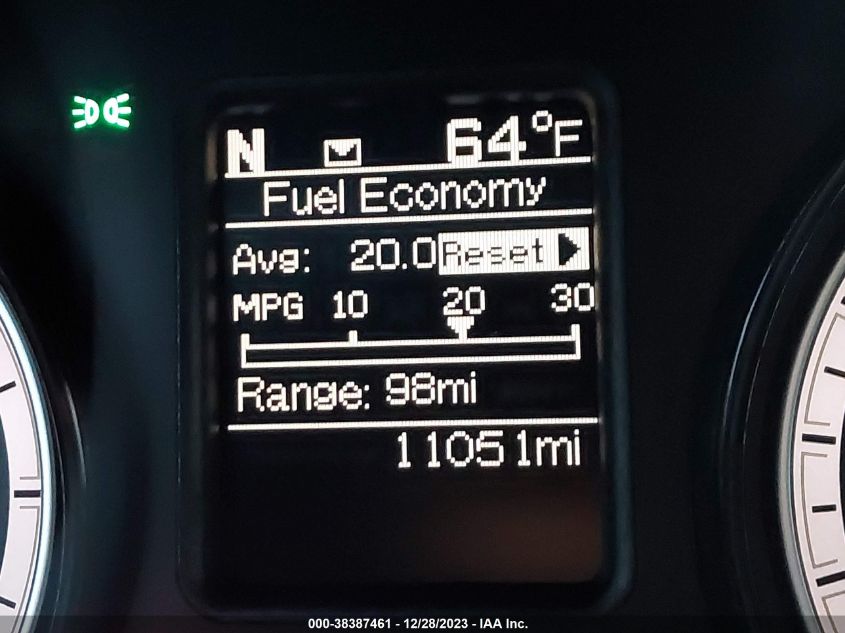 N 64°F
Fuel Economy
Avg: 20.0 Reset
MPG 10 20 30
Range: 98mi
11051mi
000-38387461 - 12/28/2023 - IAA Inc.